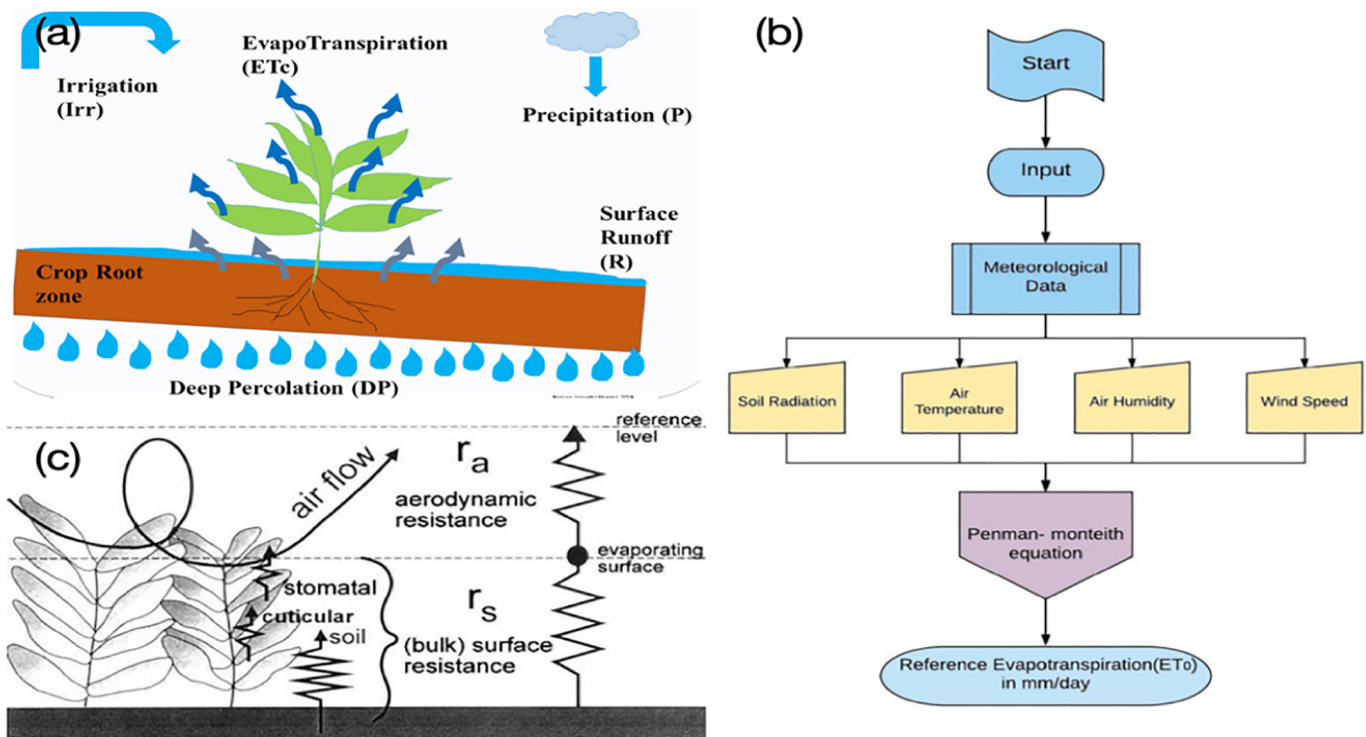 (a)
Irrigation
(Irr)
EvapoTranspiration
(ETc)
Precipitation (P)
Surface
Runoff
(R)
Crop Root
zone
Deep Percolation (DP)
(b)
Start
Input
Meteorological
Data
Soil Radiation
Air
Temperature
Air Humidity
Wind Speed
Penman- monteith
equation
Reference Evapotranspiration(ET₀)
in mm/day
(c)
air flow
ra
aerodynamic
resistance
reference
level
evaporating
surface
stomatal
cuticular
soil
rs
(bulk) surface
resistance